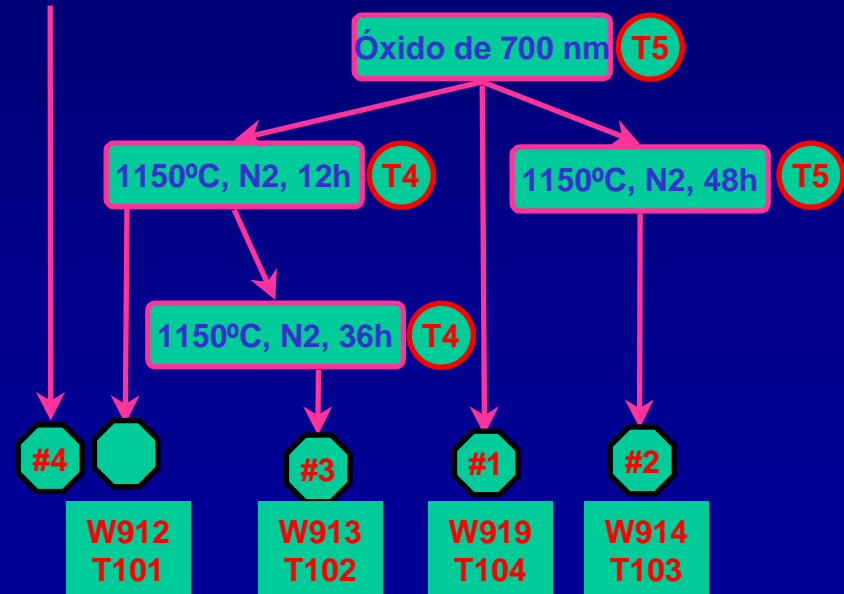 Óxido de 700 nm
T5
1150ºC, N2, 12h
T4
1150ºC, N2, 48h
T5
1150ºC, N2, 36h
T4
#4
#3
#1
#2
W912
T101
W913
T102
W919
T104
W914
T103